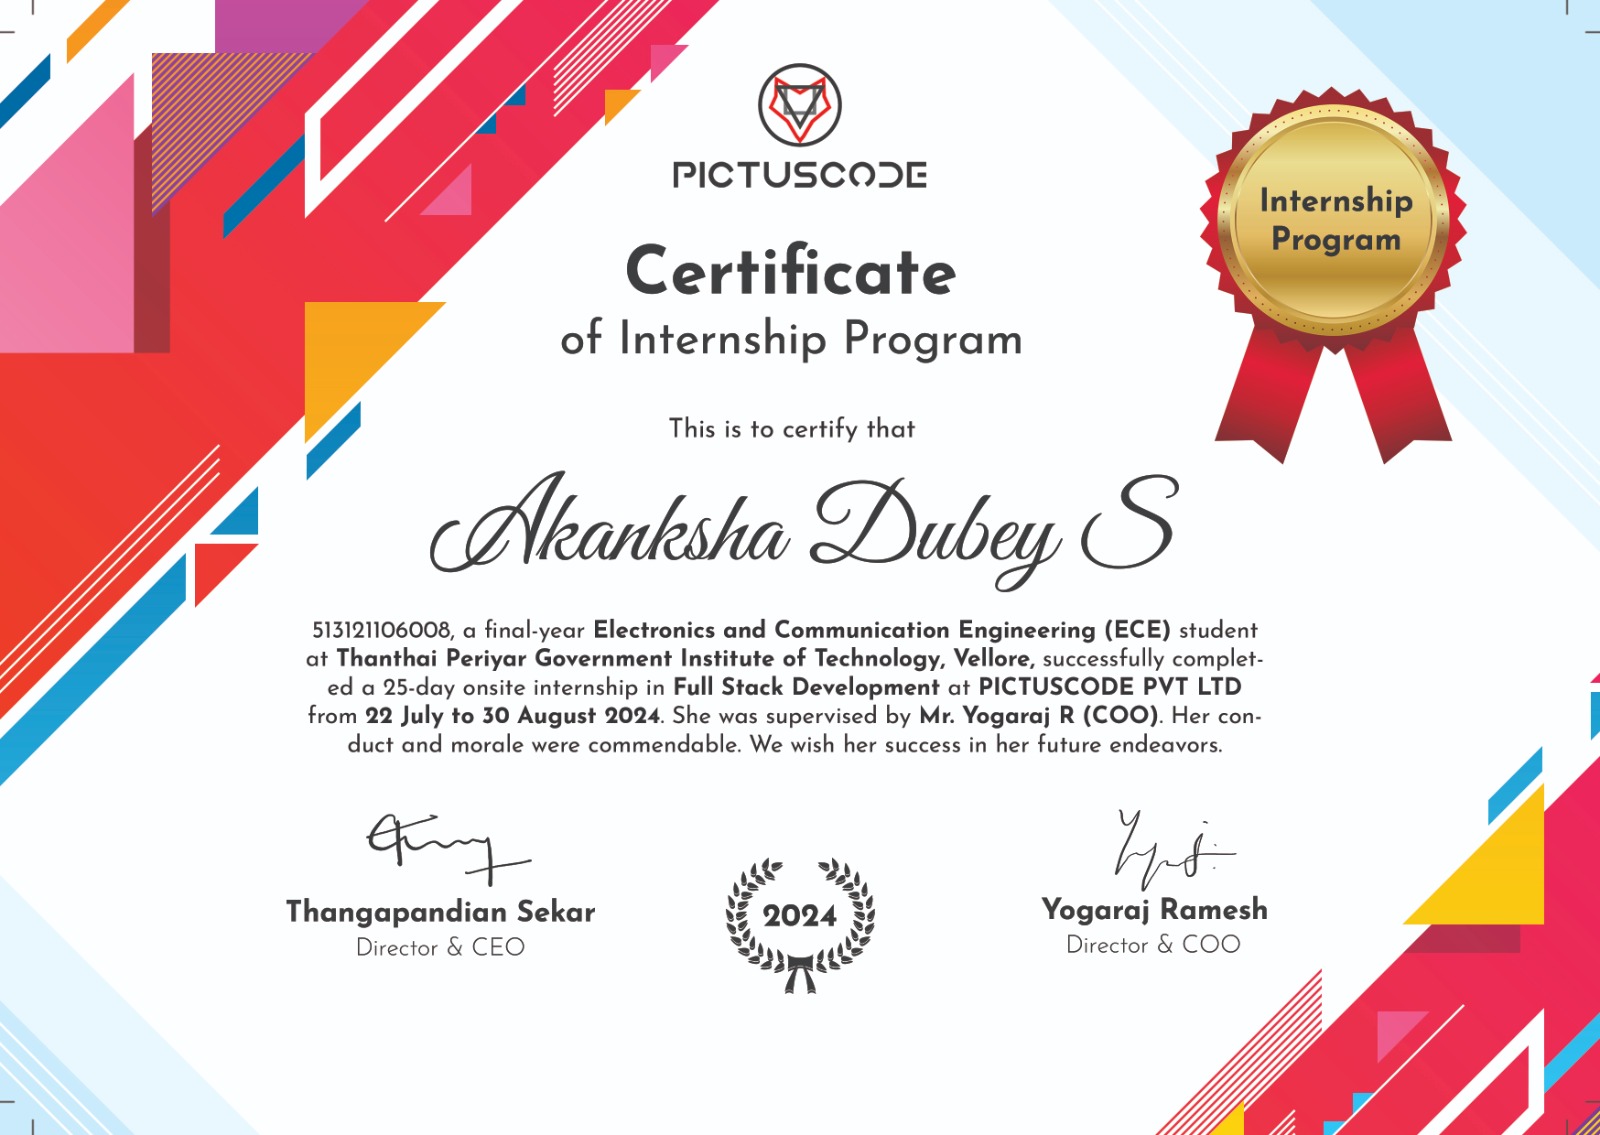 PICTUSCODE
Internship
Program
Certificate
of Internship Program
This is to certify that
Akanksha Dubey S
513121106008, a final-year Electronics and Communication Engineering (ECE) student
at Thanthai Periyar Government Institute of Technology, Vellore, successfully complet-
ed a 25-day onsite internship in Full Stack Development at PICTUSCODE PVT LTD
from 22 July to 30 August 2024. She was supervised by Mr. Yogaraj R (COO). Her con-
duct and morale were commendable. We wish her success in her future endeavors.
Thangapandian Sekar
Director & CEO
2024
Yogaraj Ramesh
Director & COO